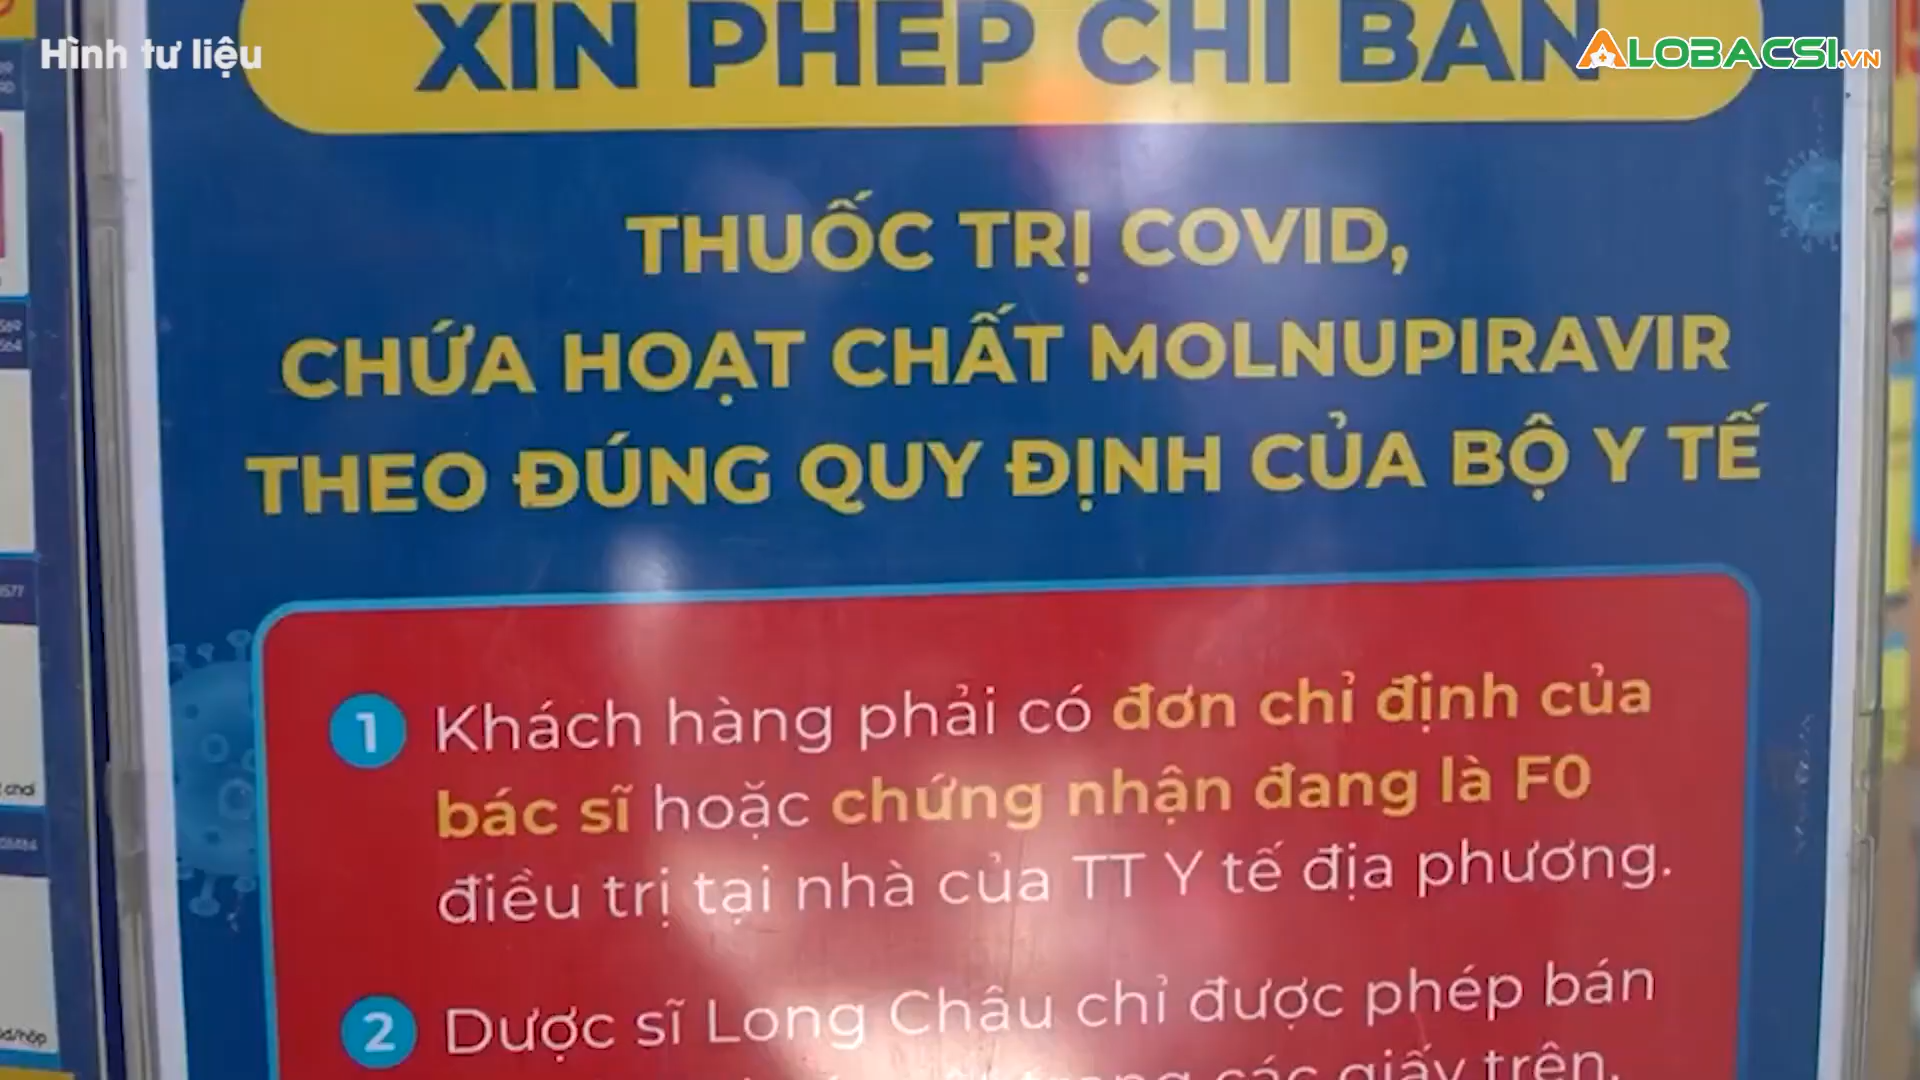 Hình tư liệu
ALOBACSI.VN
XIN PHÉP CHỈ BÁN
THUỐC TRỊ COVID,
CHỨA HOẠT CHẤT MOLNUPIRAVIR
THEO ĐÚNG QUY ĐỊNH CỦA BỘ Y TẾ
1 Khách hàng phải có đơn chỉ định của
bác sĩ hoặc chứng nhận đang là F0
điều trị tại nhà của TT Y tế địa phương.
2 Dược sĩ Long Châu chỉ được phép bán
các giấy trên.